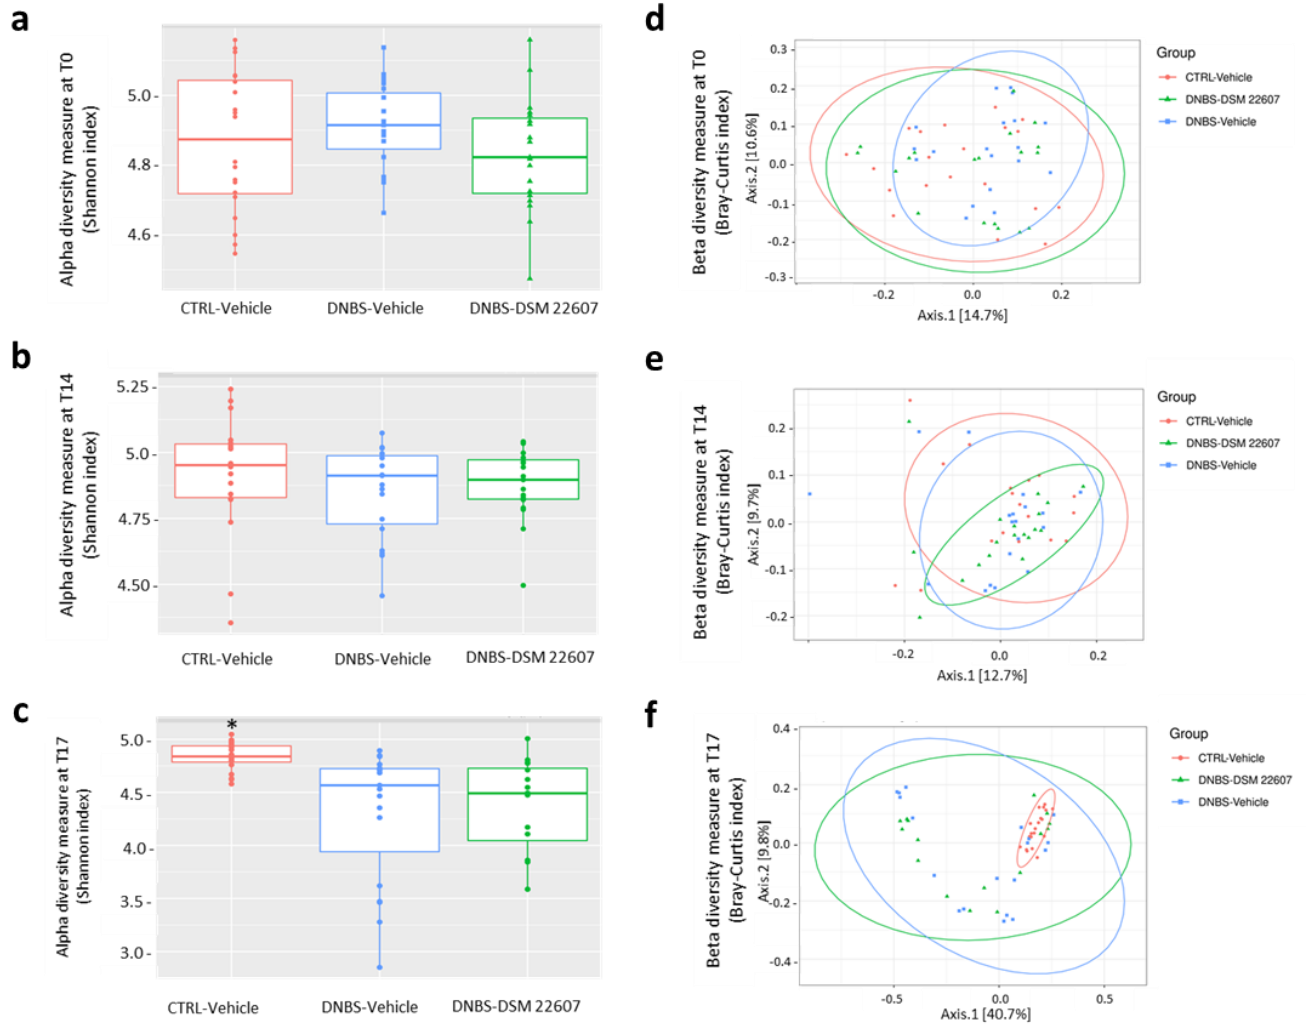 a
Alpha diversity measure at T0
(Shannon index)
5.0
4.8
4.6
CTRL-Vehicle
DNBS-Vehicle
DNBS-DSM 22607
b
Alpha diversity measure at T14
(Shannon index)
5.25
5.0
4.75
4.50
CTRL-Vehicle
DNBS-Vehicle
DNBS-DSM 22607
c
Alpha diversity measure at T17
(Shannon index)
5.0
4.5
4.0
3.5
3.0
*
CTRL-Vehicle
DNBS-Vehicle
DNBS-DSM 22607
d
Beta diversity measure at T0
(Bray-Curtis index)
Axis.2 [10.6%]
0.3
0.2
0.1
0.0
-0.1
-0.2
-0.3
-0.2
0.0
0.2
Axis.1 [14.7%]
Group
CTRL-Vehicle
DNBS-DSM 22607
DNBS-Vehicle
e
Beta diversity measure at T14
(Bray-Curtis index)
Axis.2 [9.7%]
0.2
0.1
0.0
-0.1
-0.2
-0.2
0.0
0.2
Axis.1 [12.7%]
Group
CTRL-Vehicle
DNBS-DSM 22607
DNBS-Vehicle
f
Beta diversity measure at T17
(Bray-Curtis index)
Axis.2 [9.8%]
0.4
0.2
0.0
-0.2
-0.4
-0.5
0.0
0.5
Axis.1 [40.7%]
Group
CTRL-Vehicle
DNBS-DSM 22607
DNBS-Vehicle